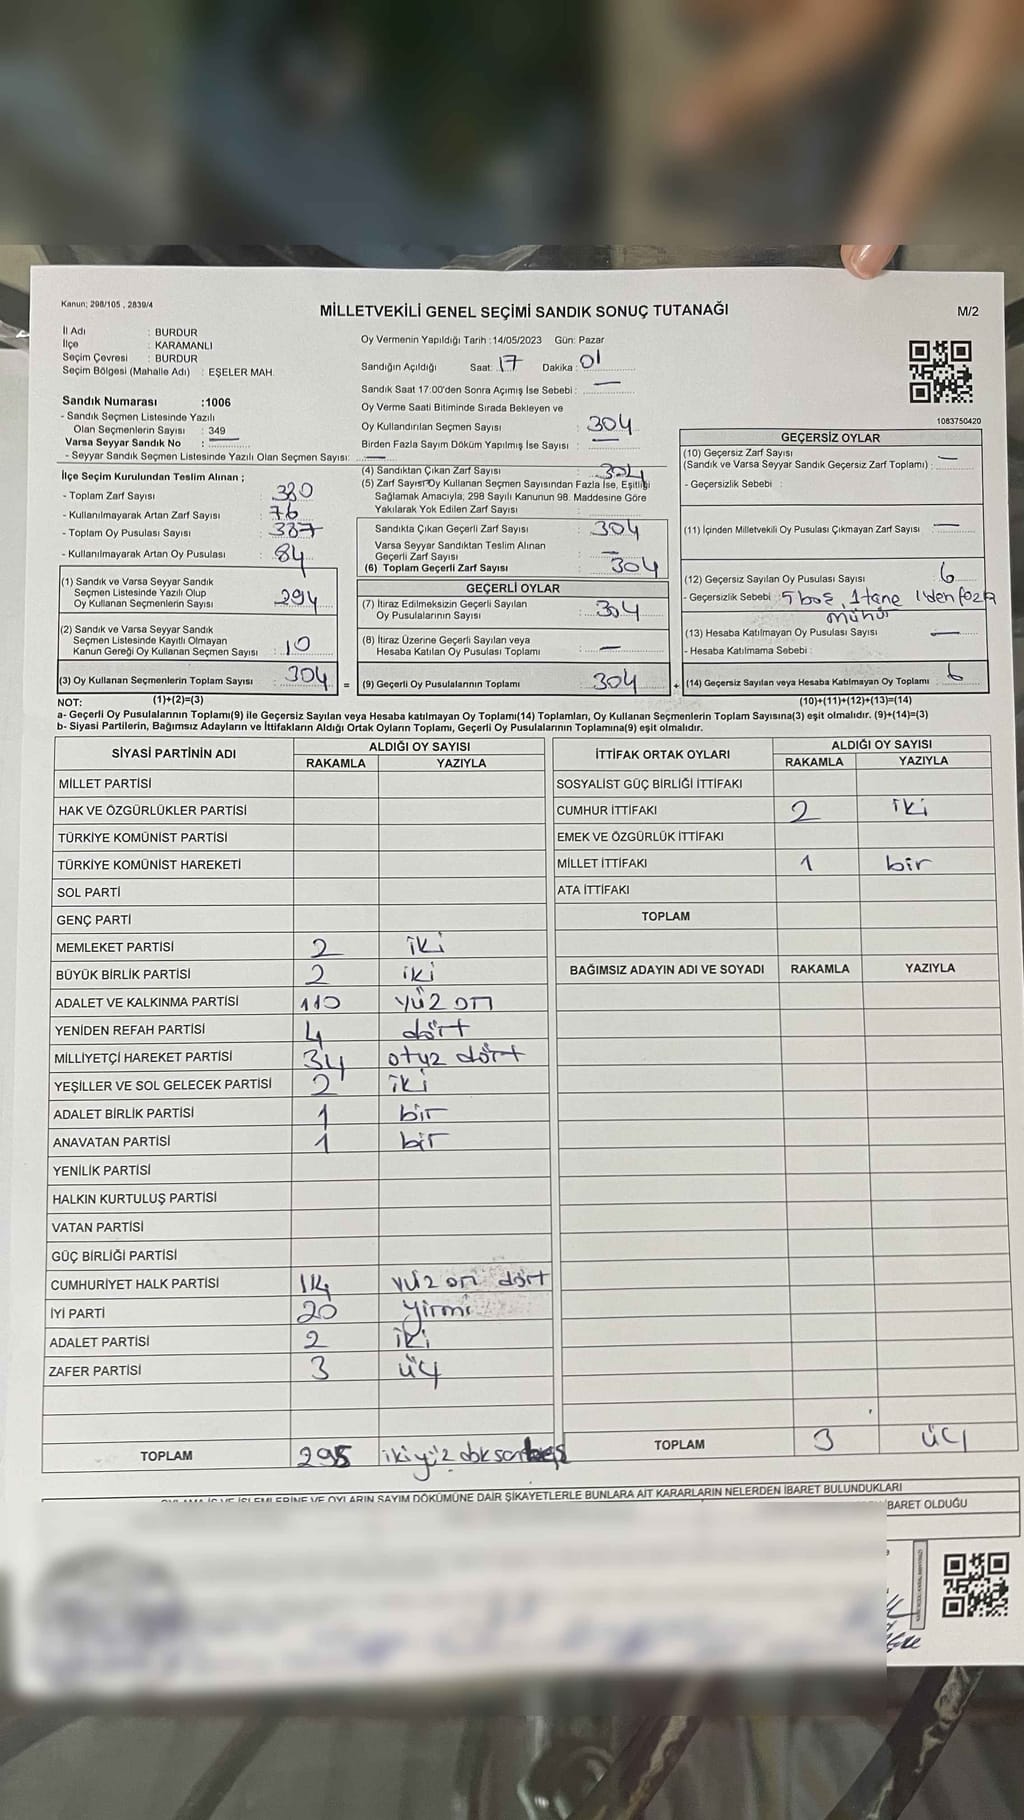 Kanun; 298/105 , 2839/4
MİLLETVEKİLİ GENEL SEÇİMİ SANDIK SONUÇ TUTANAĞI
M/2
İl Adı : BURDUR
İlçe : KARAMANLI
Seçim Çevresi : BURDUR
Seçim Bölgesi (Mahalle Adı) : EŞELER MAH.
Oy Vermenin Yapıldığı Tarih :14/05/2023 Gün: Pazar
Sandığın Açıldığı Saat: 17 Dakika: 01
Sandık Saat 17:00'den Sonra Açımış İse Sebebi : —
Oy Verme Saati Bitiminde Sırada Bekleyen ve
Oy Kullandırılan Seçmen Sayısı : 304
Birden Fazla Sayım Döküm Yapılmış İse Sayısı : —
1083750420
Sandık Numarası :1006
- Sandık Seçmen Listesinde Yazılı
Olan Seçmenlerin Sayısı : 349
Varsa Seyyar Sandık No : —
- Seyyar Sandık Seçmen Listesinde Yazılı Olan Seçmen Sayısı: —
İlçe Seçim Kurulundan Teslim Alınan ;
- Toplam Zarf Sayısı : 380
- Kullanılmayarak Artan Zarf Sayısı : 76
- Toplam Oy Pusulası Sayısı : 387
- Kullanılmayarak Artan Oy Pusulası : 84
(1) Sandık ve Varsa Seyyar Sandık
Seçmen Listesinde Yazılı Olup
Oy Kullanan Seçmenlerin Sayısı : 294
(2) Sandık ve Varsa Seyyar Sandık
Seçmen Listesinde Kayıtlı Olmayan
Kanun Gereği Oy Kullanan Seçmen Sayısı : 10
(3) Oy Kullanan Seçmenlerin Toplam Sayısı : 304 =
(1)+(2)=(3)
(4) Sandıktan Çıkan Zarf Sayısı : 304
(5) Zarf Sayısı Oy Kullanan Seçmen Sayısından Fazla İse, Eşitliği
Sağlamak Amacıyla; 298 Sayılı Kanunun 98. Maddesine Göre
Yakılarak Yok Edilen Zarf Sayısı :
Sandıkta Çıkan Geçerli Zarf Sayısı : 304
Varsa Seyyar Sandıktan Teslim Alınan
Geçerli Zarf Sayısı : —
(6) Toplam Geçerli Zarf Sayısı : 304
GEÇERLİ OYLAR
(7) İtiraz Edilmeksizin Geçerli Sayılan
Oy Pusulalarının Sayısı : 304
(8) İtiraz Üzerine Geçerli Sayılan veya
Hesaba Katılan Oy Pusulası Toplamı : —
(9) Geçerli Oy Pusulalarının Toplamı : 304 +
GEÇERSİZ OYLAR
(10) Geçersiz Zarf Sayısı
(Sandık ve Varsa Seyyar Sandık Geçersiz Zarf Toplamı) : —
- Geçersizlik Sebebi :
(11) İçinden Milletvekili Oy Pusulası Çıkmayan Zarf Sayısı : —
(12) Geçersiz Sayılan Oy Pusulası Sayısı : 6
- Geçersizlik Sebebi : 5 boş, 1 tane 1'den fazla
mühür
(13) Hesaba Katılmayan Oy Pusulası Sayısı : —
- Hesaba Katılmama Sebebi :
(14) Geçersiz Sayılan veya Hesaba Katılmayan Oy Toplamı : 6
(10)+(11)+(12)+(13)=(14)
NOT:
a- Geçerli Oy Pusulalarının Toplamı(9) ile Geçersiz Sayılan veya Hesaba katılmayan Oy Toplamı(14) Toplamları, Oy Kullanan Seçmenlerin Toplam Sayısına(3) eşit olmalıdır. (9)+(14)=(3)
b- Siyasi Partilerin, Bağımsız Adayların ve İttifakların Aldığı Oyların Toplamı, Geçerli Oy Pusulalarının Toplamına(9) eşit olmalıdır.
SİYASİ PARTİNİN ADI ALDIĞI OY SAYISI
RAKAMLA YAZIYLA
MİLLET PARTİSİ
HAK VE ÖZGÜRLÜKLER PARTİSİ
TÜRKİYE KOMÜNİST PARTİSİ
TÜRKİYE KOMÜNİST HAREKETİ
SOL PARTİ
GENÇ PARTİ
MEMLEKET PARTİSİ 2 iki
BÜYÜK BİRLİK PARTİSİ 2 iki
ADALET VE KALKINMA PARTİSİ 110 yüz on
YENİDEN REFAH PARTİSİ 4 dört
MİLLİYETÇİ HAREKET PARTİSİ 34 otuz dört
YEŞİLLER VE SOL GELECEK PARTİSİ 2 iki
ADALET BİRLİK PARTİSİ 1 bir
ANAVATAN PARTİSİ 1 bir
YENİLİK PARTİSİ
HALKIN KURTULUŞ PARTİSİ
VATAN PARTİSİ
GÜÇ BİRLİĞİ PARTİSİ
CUMHURİYET HALK PARTİSİ 114 yüz on dört
İYİ PARTİ 20 yirmi
ADALET PARTİSİ 2 iki
ZAFER PARTİSİ 3 üç
TOPLAM 295 ikiyüz doksanbeş
İTTİFAK ORTAK OYLARI ALDIĞI OY SAYISI
RAKAMLA YAZIYLA
SOSYALİST GÜÇ BİRLİĞİ İTTİFAKI
CUMHUR İTTİFAKI 2 iki
EMEK VE ÖZGÜRLÜK İTTİFAKI
MİLLET İTTİFAKI 1 bir
ATA İTTİFAKI
TOPLAM
BAĞIMSIZ ADAYIN ADI VE SOYADI RAKAMLA YAZIYLA
TOPLAM 3 üç
İŞLEMLERİNE VE OYLARIN SAYIM DÖKÜMÜNE DAİR ŞİKAYETLERLE BUNLARA AİT KARARLARIN NELERDEN İBARET BULUNDUKLARI
İBARET OLDUĞU